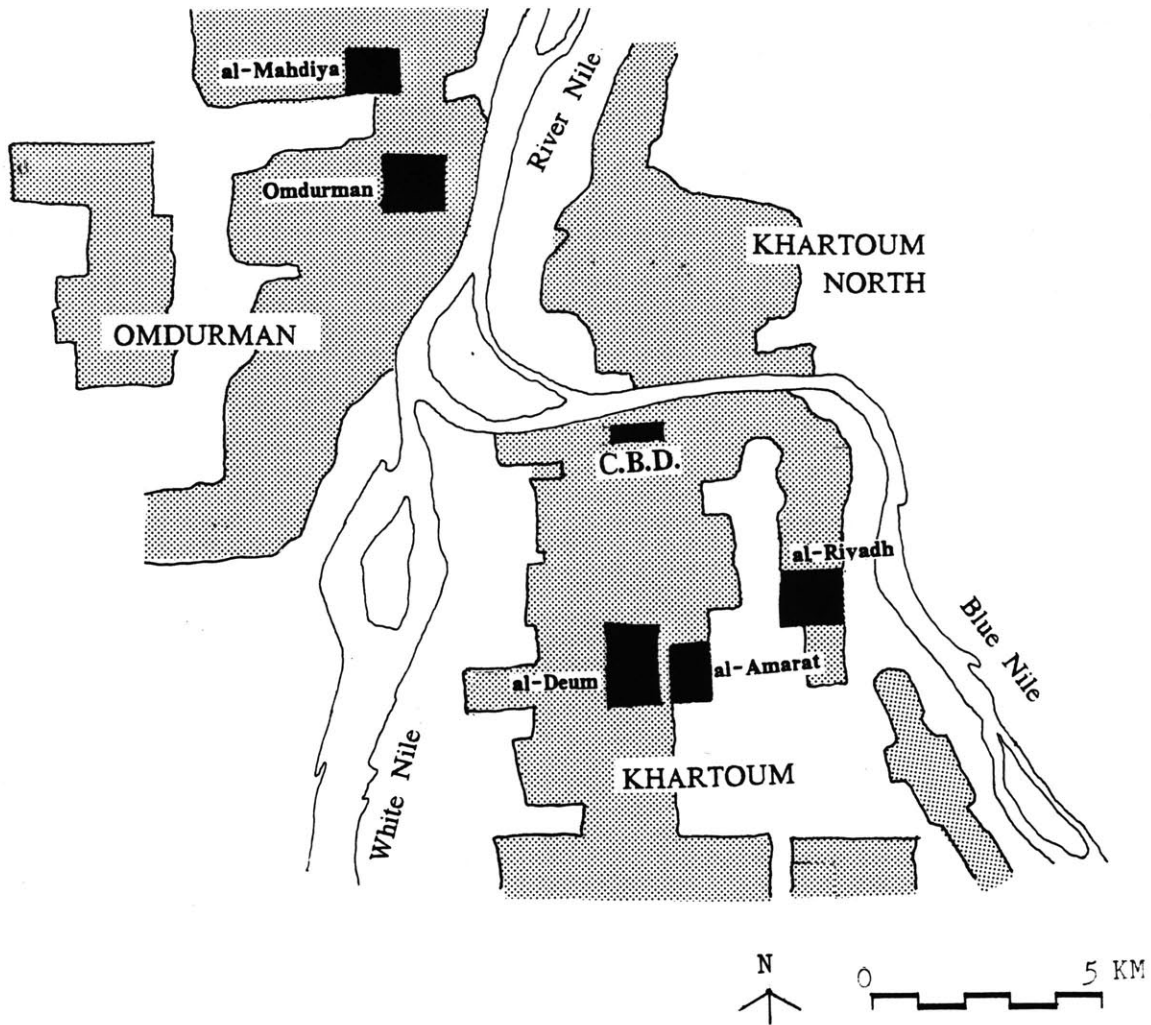 al-Mahdiya
River Nile
Omdurman
KHARTOUM
NORTH
OMDURMAN
C.B.D.
al-Riyadh
Blue Nile
al-Deum
al-Amarat
KHARTOUM
White Nile
N
0 5 KM